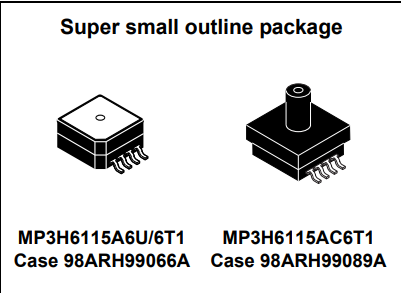 Super small outline package
MP3H6115A6U/6T1
Case 98ARH99066A
MP3H6115AC6T1
Case 98ARH99089A